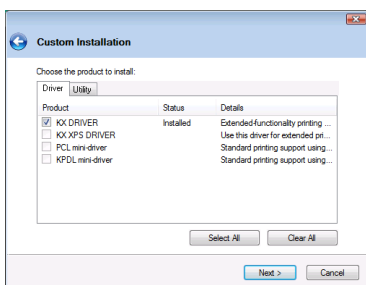 Custom Installation
Choose the product to install:
Driver Utility
Product Status Details
KX DRIVER Installed Extended-functionality printing ...
KX XPS DRIVER Use this driver for extended pri...
PCL mini-driver Standard printing support using...
KPDL mini-driver Standard printing support using...
Select All Clear All
Next > Cancel